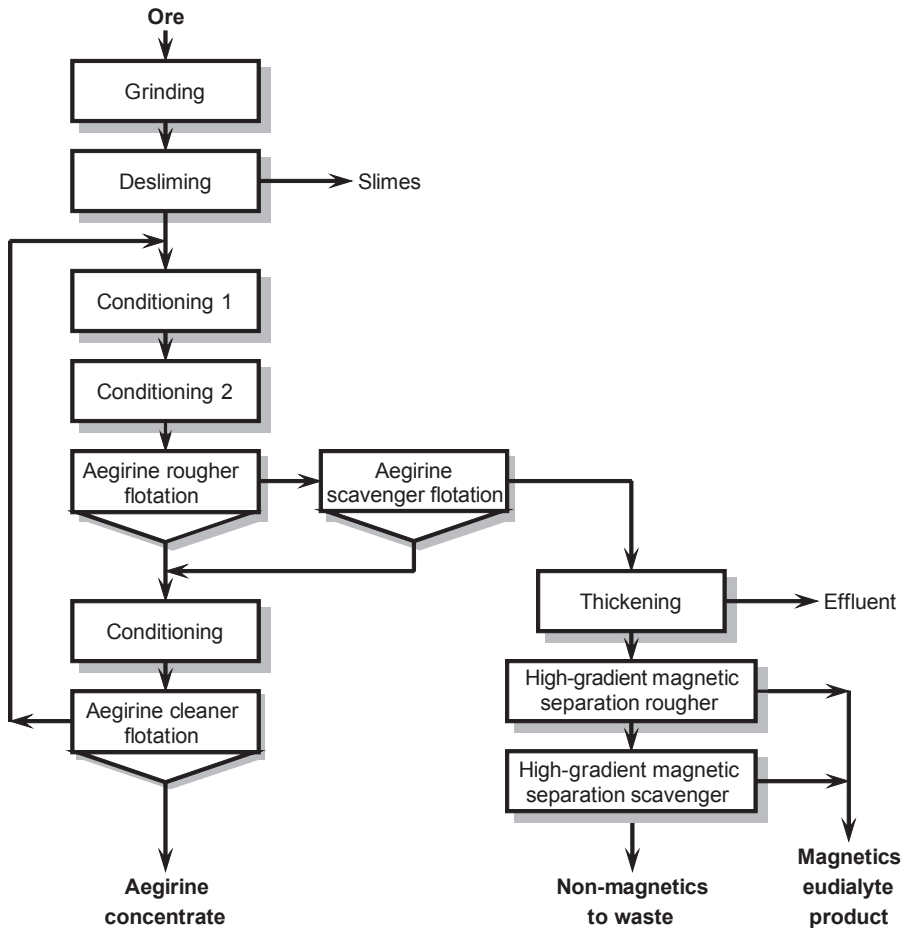 Ore
Grinding
Desliming
Slimes
Conditioning 1
Conditioning 2
Aegirine rougher
flotation
Aegirine
scavenger flotation
Thickening
Effluent
Conditioning
High-gradient magnetic
separation rougher
Aegirine cleaner
flotation
High-gradient magnetic
separation scavenger
Aegirine
concentrate
Non-magnetics
to waste
Magnetics
eudialyte
product